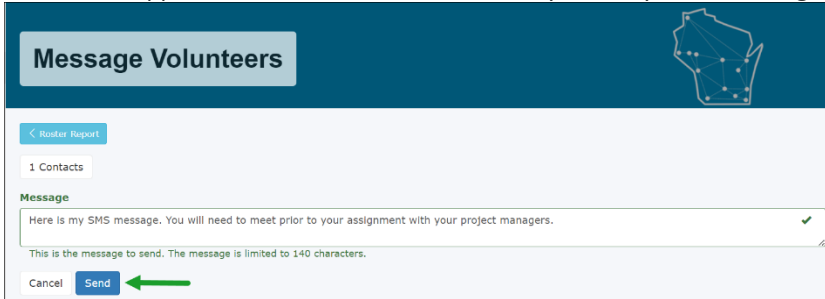 Message Volunteers
< Roster Report
1 Contacts
Message
Here is my SMS message. You will need to meet prior to your assignment with your project managers.
This is the message to send. The message is limited to 140 characters.
Cancel Send